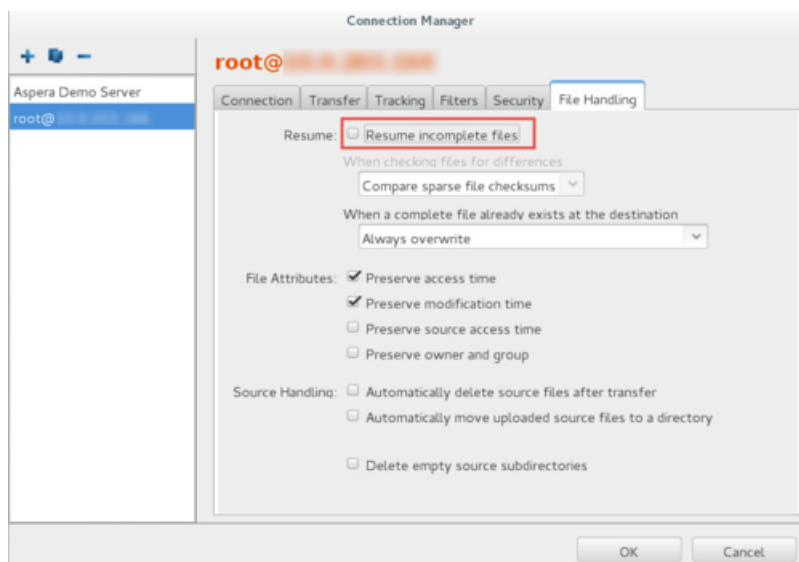 Connection Manager
root@
Aspera Demo Server
root@
Connection Transfer Tracking Filters Security File Handling
Resume: Resume incomplete files
When checking files for differences
Compare sparse file checksums
When a complete file already exists at the destination
Always overwrite
File Attributes: Preserve access time
Preserve modification time
Preserve source access time
Preserve owner and group
Source Handling: Automatically delete source files after transfer
Automatically move uploaded source files to a directory
Delete empty source subdirectories
OK Cancel